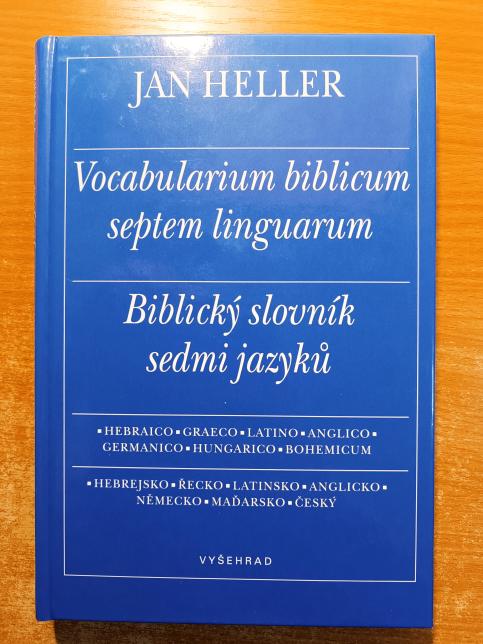 JAN HELLER
Vocabularium biblicum
septem linguarum
Biblický slovník
sedmi jazyků
▪HEBRAICO▪GRAECO▪LATINO▪ANGLICO▪
GERMANICO▪HUNGARICO▪BOHEMICUM
▪HEBREJSKO▪ŘECKO▪LATINSKO▪ANGLICKO▪
NĚMECKO▪MAĎARSKO▪ČESKÝ
VYŠEHRAD